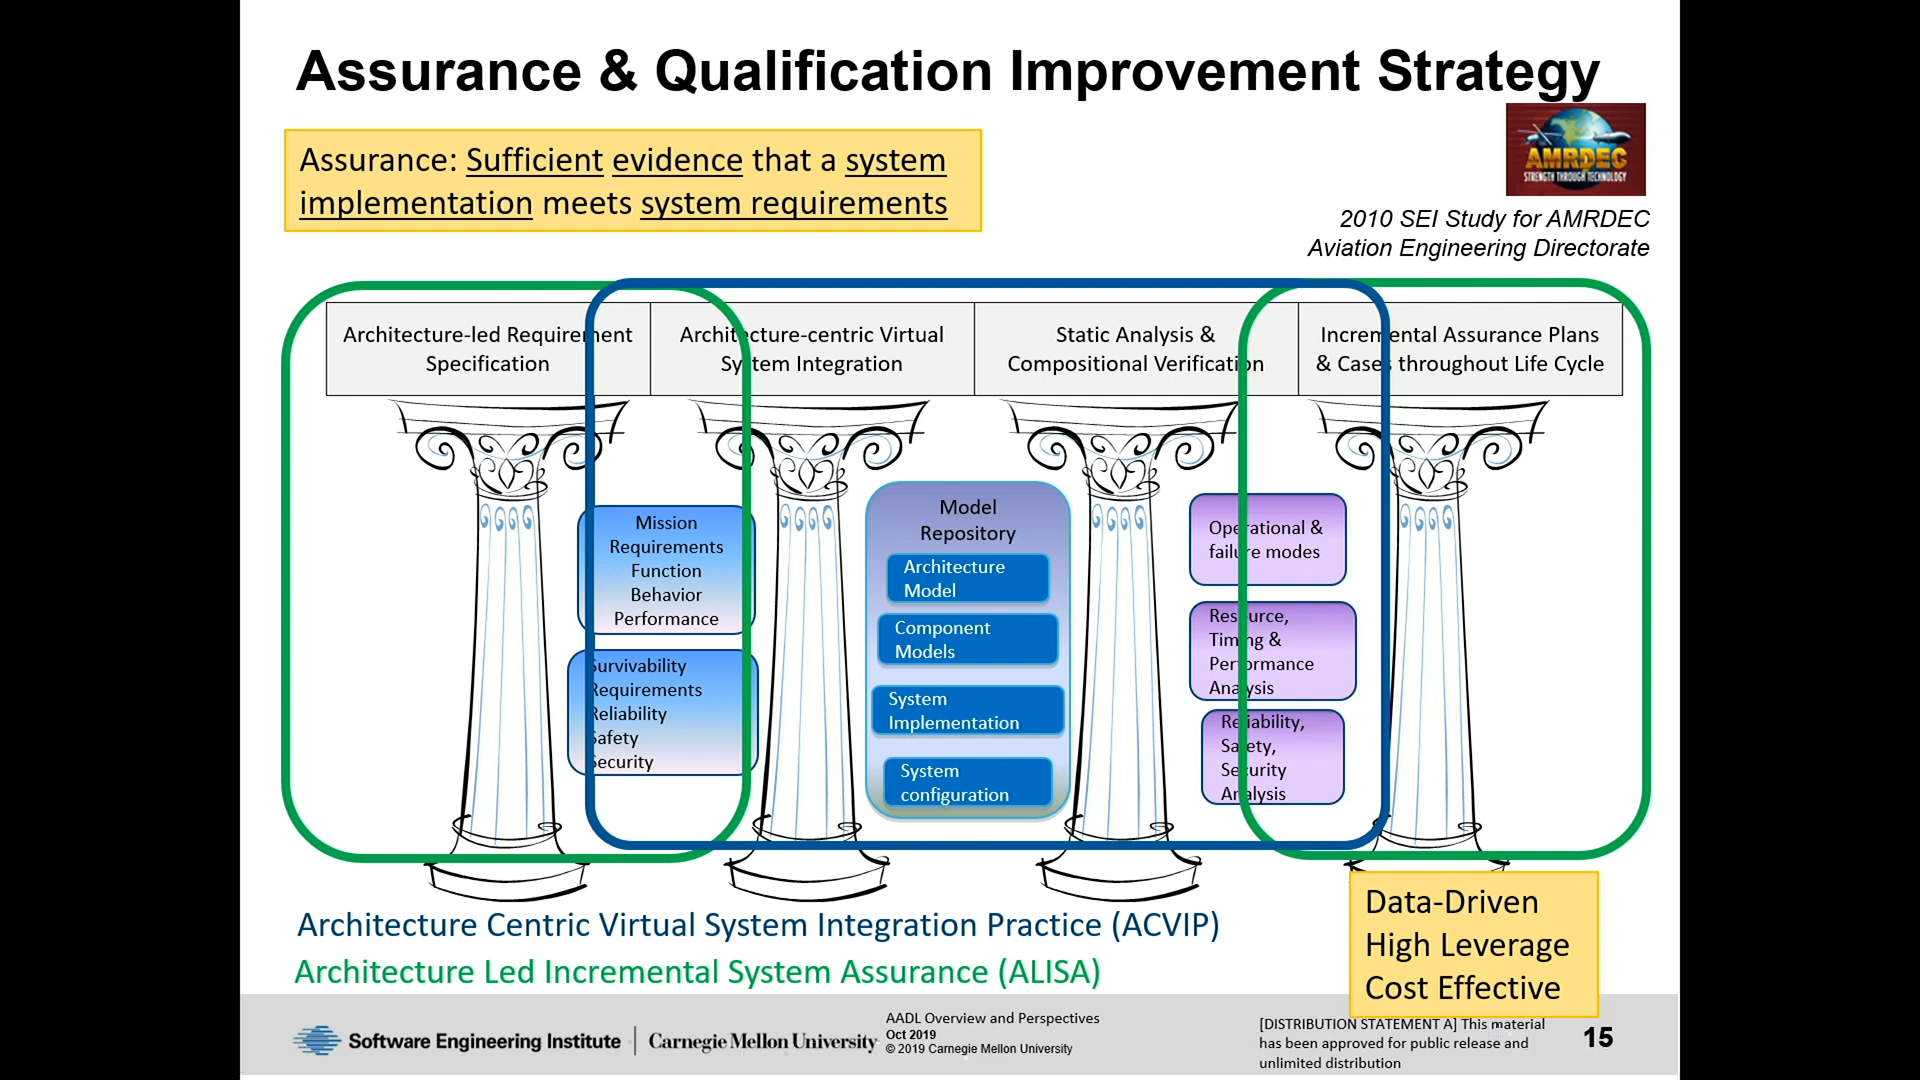 Assurance & Qualification Improvement Strategy
Assurance: Sufficient evidence that a system
implementation meets system requirements
AMRDEC
STRENGTH THROUGH TECHNOLOGY
2010 SEI Study for AMRDEC
Aviation Engineering Directorate
Architecture-led Requirement
Specification
Architecture-centric Virtual
System Integration
Static Analysis &
Compositional Verification
Incremental Assurance Plans
& Cases throughout Life Cycle
Mission
Requirements
Function
Behavior
Performance
Survivability
Requirements
Reliability
Safety
Security
Model
Repository
Architecture
Model
Component
Models
System
Implementation
System
configuration
Operational &
failure modes
Resource,
Timing &
Performance
Analysis
Reliability,
Safety,
Security
Analysis
Architecture Centric Virtual System Integration Practice (ACVIP)
Architecture Led Incremental System Assurance (ALISA)
Data-Driven
High Leverage
Cost Effective
Software Engineering Institute
Carnegie Mellon University
AADL Overview and Perspectives
Oct 2019
© 2019 Carnegie Mellon University
[DISTRIBUTION STATEMENT A] This material
has been approved for public release and
unlimited distribution
15